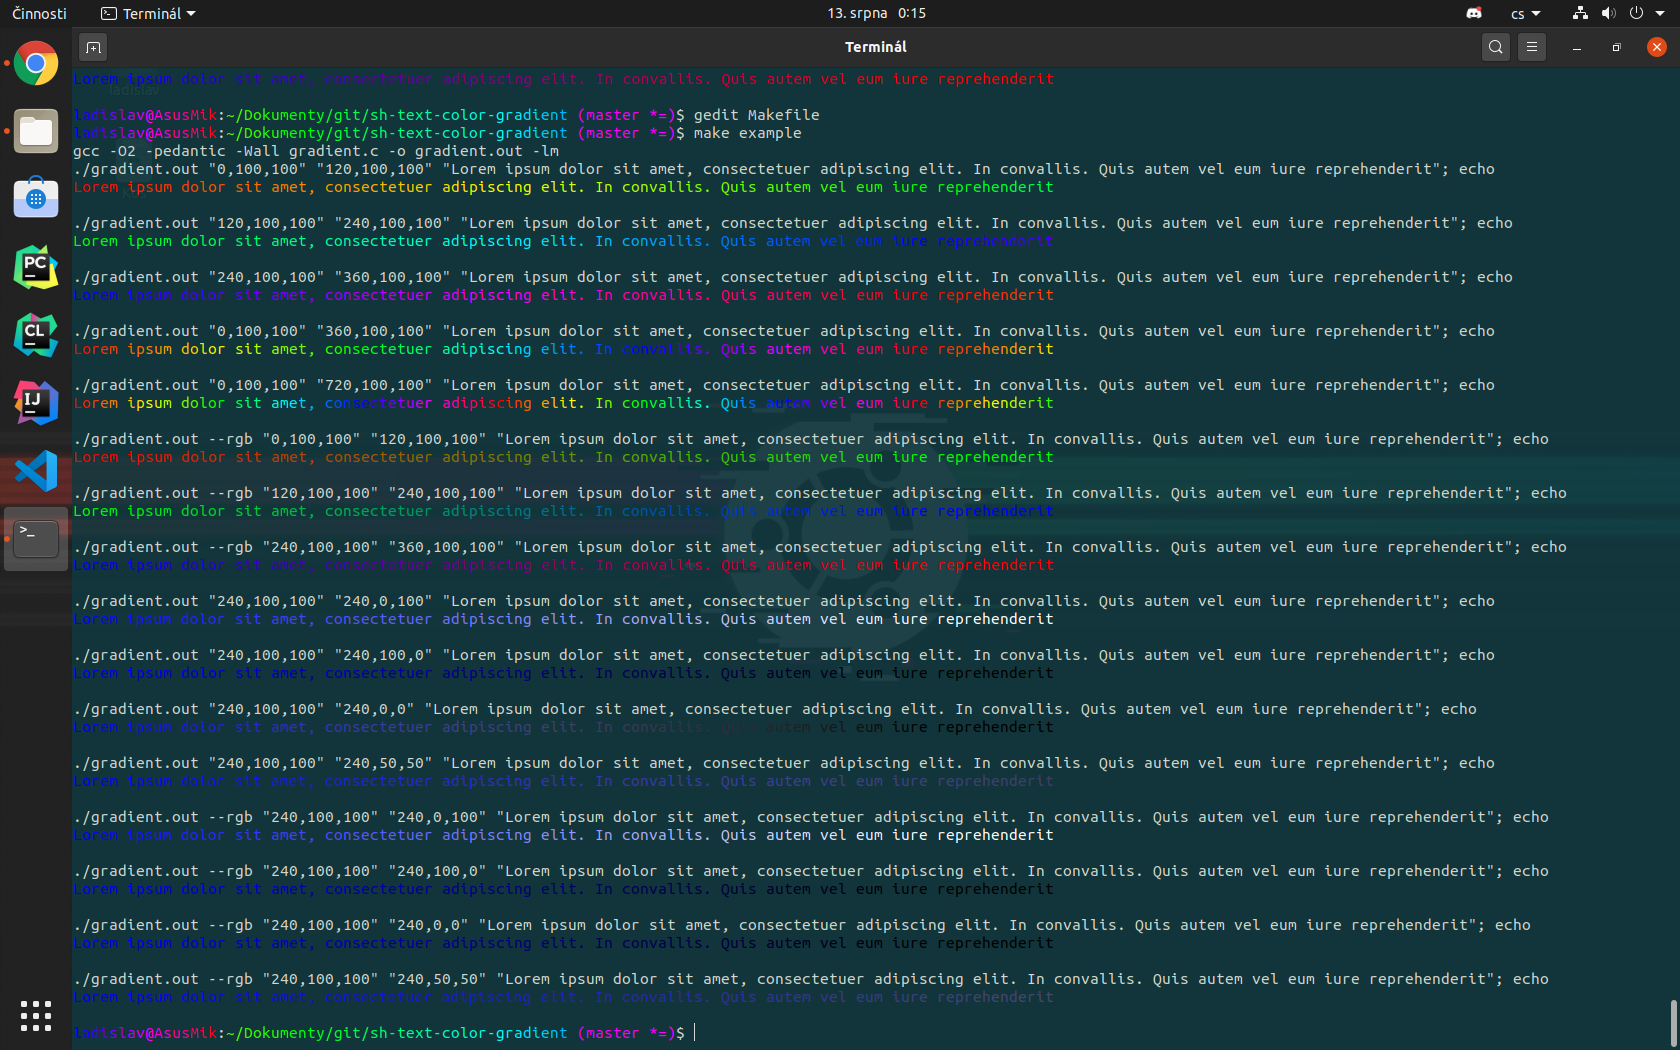 Činnosti
Terminál
13. srpna 0:15
cs
Terminál
Lorem ipsum dolor sit amet, consectetuer adipiscing elit. In convallis. Quis autem vel eum iure reprehenderit
ladislav
ladislav@AsusMik:~/Dokumenty/git/sh-text-color-gradient (master *=)$ gedit Makefile
ladislav@AsusMik:~/Dokumenty/git/sh-text-color-gradient (master *=)$ make example
gcc -O2 -pedantic -Wall gradient.c -o gradient.out -lm
./gradient.out "0,100,100" "120,100,100" "Lorem ipsum dolor sit amet, consectetuer adipiscing elit. In convallis. Quis autem vel eum iure reprehenderit"; echo
Lorem ipsum dolor sit amet, consectetuer adipiscing elit. In convallis. Quis autem vel eum iure reprehenderit
./gradient.out "120,100,100" "240,100,100" "Lorem ipsum dolor sit amet, consectetuer adipiscing elit. In convallis. Quis autem vel eum iure reprehenderit"; echo
Lorem ipsum dolor sit amet, consectetuer adipiscing elit. In convallis. Quis autem vel eum iure reprehenderit
./gradient.out "240,100,100" "360,100,100" "Lorem ipsum dolor sit amet, consectetuer adipiscing elit. In convallis. Quis autem vel eum iure reprehenderit"; echo
Lorem ipsum dolor sit amet, consectetuer adipiscing elit. In convallis. Quis autem vel eum iure reprehenderit
./gradient.out "0,100,100" "360,100,100" "Lorem ipsum dolor sit amet, consectetuer adipiscing elit. In convallis. Quis autem vel eum iure reprehenderit"; echo
Lorem ipsum dolor sit amet, consectetuer adipiscing elit. In convallis. Quis autem vel eum iure reprehenderit
./gradient.out "0,100,100" "720,100,100" "Lorem ipsum dolor sit amet, consectetuer adipiscing elit. In convallis. Quis autem vel eum iure reprehenderit"; echo
Lorem ipsum dolor sit amet, consectetuer adipiscing elit. In convallis. Quis autem vel eum iure reprehenderit
./gradient.out --rgb "0,100,100" "120,100,100" "Lorem ipsum dolor sit amet, consectetuer adipiscing elit. In convallis. Quis autem vel eum iure reprehenderit"; echo
Lorem ipsum dolor sit amet, consectetuer adipiscing elit. In convallis. Quis autem vel eum iure reprehenderit
./gradient.out --rgb "120,100,100" "240,100,100" "Lorem ipsum dolor sit amet, consectetuer adipiscing elit. In convallis. Quis autem vel eum iure reprehenderit"; echo
Lorem ipsum dolor sit amet, consectetuer adipiscing elit. In convallis. Quis autem vel eum iure reprehenderit
./gradient.out --rgb "240,100,100" "360,100,100" "Lorem ipsum dolor sit amet, consectetuer adipiscing elit. In convallis. Quis autem vel eum iure reprehenderit"; echo
Lorem ipsum dolor sit amet, consectetuer adipiscing elit. In convallis. Quis autem vel eum iure reprehenderit
./gradient.out "240,100,100" "240,0,100" "Lorem ipsum dolor sit amet, consectetuer adipiscing elit. In convallis. Quis autem vel eum iure reprehenderit"; echo
Lorem ipsum dolor sit amet, consectetuer adipiscing elit. In convallis. Quis autem vel eum iure reprehenderit
./gradient.out "240,100,100" "240,100,0" "Lorem ipsum dolor sit amet, consectetuer adipiscing elit. In convallis. Quis autem vel eum iure reprehenderit"; echo
Lorem ipsum dolor sit amet, consectetuer adipiscing elit. In convallis. Quis autem vel eum iure reprehenderit
./gradient.out "240,100,100" "240,0,0" "Lorem ipsum dolor sit amet, consectetuer adipiscing elit. In convallis. Quis autem vel eum iure reprehenderit"; echo
Lorem ipsum dolor sit amet, consectetuer adipiscing elit. In convallis. Quis autem vel eum iure reprehenderit
./gradient.out "240,100,100" "240,50,50" "Lorem ipsum dolor sit amet, consectetuer adipiscing elit. In convallis. Quis autem vel eum iure reprehenderit"; echo
Lorem ipsum dolor sit amet, consectetuer adipiscing elit. In convallis. Quis autem vel eum iure reprehenderit
./gradient.out --rgb "240,100,100" "240,0,100" "Lorem ipsum dolor sit amet, consectetuer adipiscing elit. In convallis. Quis autem vel eum iure reprehenderit"; echo
Lorem ipsum dolor sit amet, consectetuer adipiscing elit. In convallis. Quis autem vel eum iure reprehenderit
./gradient.out --rgb "240,100,100" "240,100,0" "Lorem ipsum dolor sit amet, consectetuer adipiscing elit. In convallis. Quis autem vel eum iure reprehenderit"; echo
Lorem ipsum dolor sit amet, consectetuer adipiscing elit. In convallis. Quis autem vel eum iure reprehenderit
./gradient.out --rgb "240,100,100" "240,0,0" "Lorem ipsum dolor sit amet, consectetuer adipiscing elit. In convallis. Quis autem vel eum iure reprehenderit"; echo
Lorem ipsum dolor sit amet, consectetuer adipiscing elit. In convallis. Quis autem vel eum iure reprehenderit
./gradient.out --rgb "240,100,100" "240,50,50" "Lorem ipsum dolor sit amet, consectetuer adipiscing elit. In convallis. Quis autem vel eum iure reprehenderit"; echo
Lorem ipsum dolor sit amet, consectetuer adipiscing elit. In convallis. Quis autem vel eum iure reprehenderit
ladislav@AsusMik:~/Dokumenty/git/sh-text-color-gradient (master *=)$
PC
CL
IJ
>_